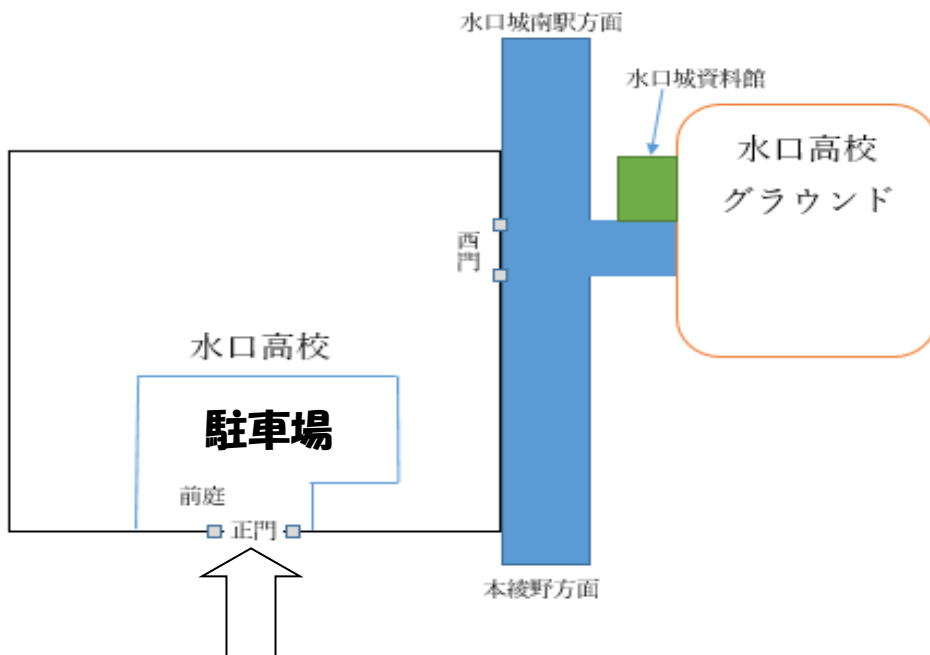 水口城南駅方面
水口城資料館
水口高校
グラウンド
西門
水口高校
駐車場
前庭
正門
本綾野方面